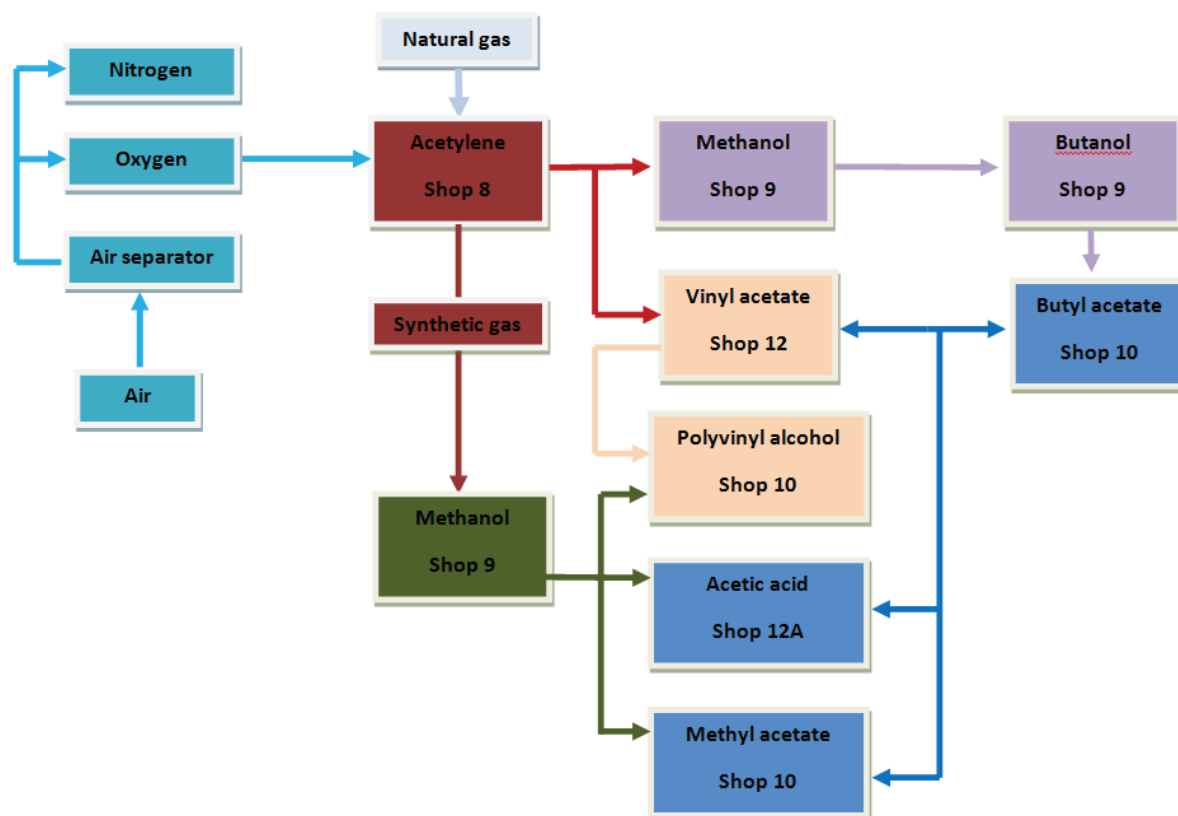 Natural gas
Nitrogen
Oxygen
Air separator
Air
Acetylene
Shop 8
Synthetic gas
Methanol
Shop 9
Methanol
Shop 9
Butanol
Shop 9
Vinyl acetate
Shop 12
Butyl acetate
Shop 10
Polyvinyl alcohol
Shop 10
Acetic acid
Shop 12A
Methyl acetate
Shop 10